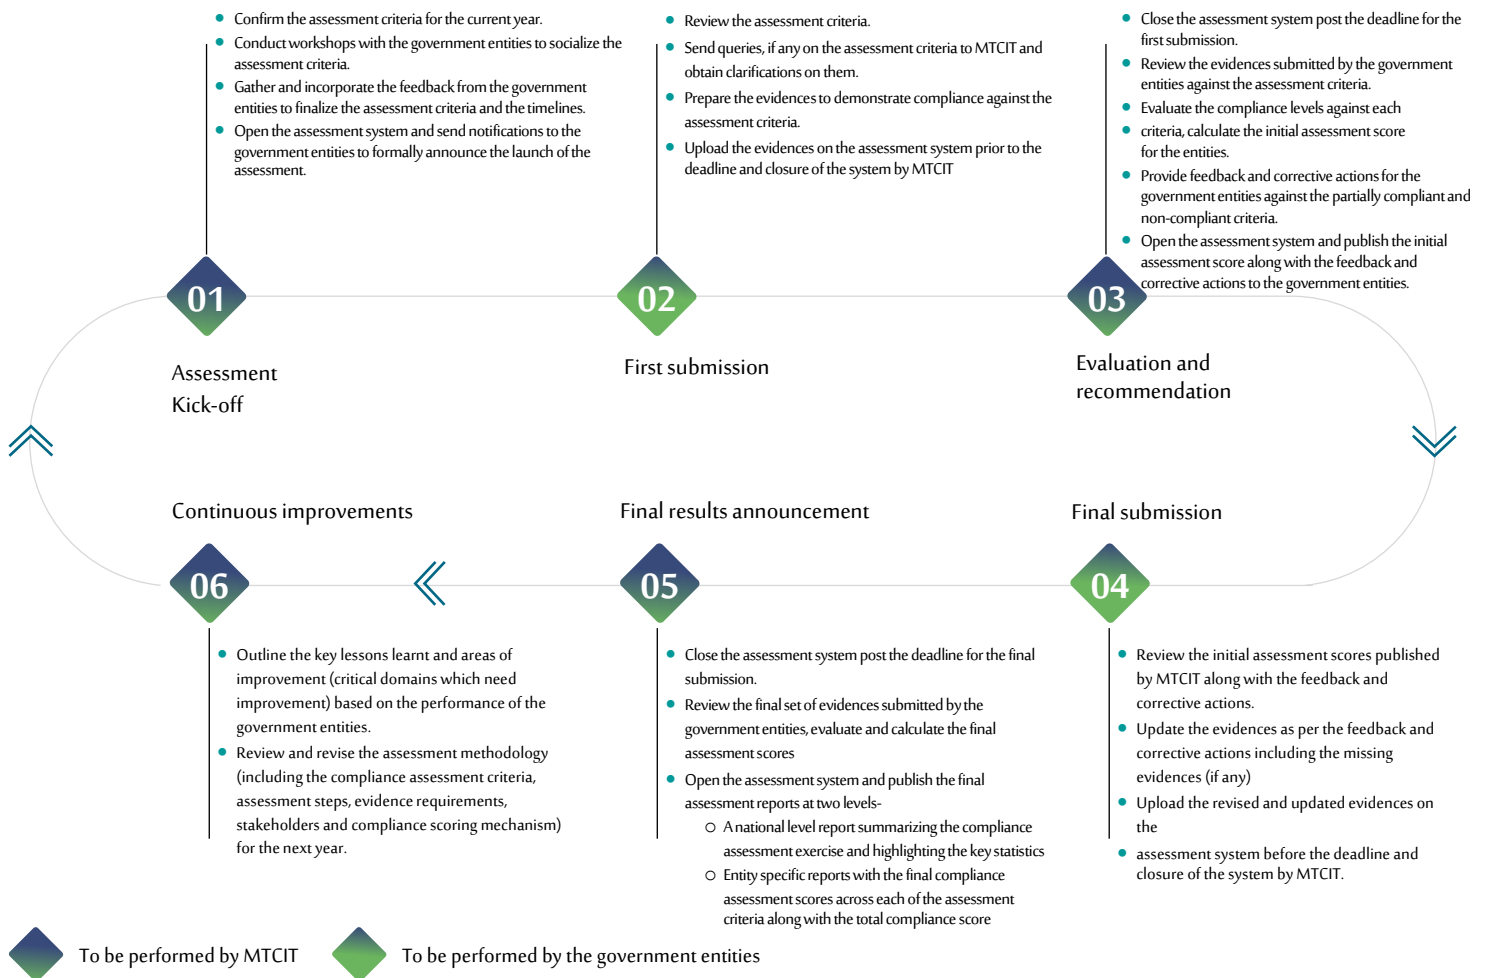 Confirm the assessment criteria for the current year.
Conduct workshops with the government entities to socialize the
assessment criteria.
Gather and incorporate the feedback from the government
entities to finalize the assessment criteria and the timelines.
Open the assessment system and send notifications to the
government entities to formally announce the launch of the
assessment.
01
Assessment
Kick-off
Review the assessment criteria.
Send queries, if any on the assessment criteria to MTCIT and
obtain clarifications on them.
Prepare the evidences to demonstrate compliance against the
assessment criteria.
Upload the evidences on the assessment system prior to the
deadline and closure of the system by MTCIT
02
First submission
Close the assessment system post the deadline for the
first submission.
Review the evidences submitted by the government
entities against the assessment criteria.
Evaluate the compliance levels against each
criteria, calculate the initial assessment score
for the entities.
Provide feedback and corrective actions for the
government entities against the partially compliant and
non-compliant criteria.
Open the assessment system and publish the initial
assessment score along with the feedback and
corrective actions to the government entities.
03
Evaluation and
recommendation
Final submission
04
Review the initial assessment scores published
by MTCIT along with the feedback and
corrective actions.
Update the evidences as per the feedback and
corrective actions including the missing
evidences (if any)
Upload the revised and updated evidences on
the
assessment system before the deadline and
closure of the system by MTCIT.
Final results announcement
05
Close the assessment system post the deadline for the final
submission.
Review the final set of evidences submitted by the
government entities, evaluate and calculate the final
assessment scores
Open the assessment system and publish the final
assessment reports at two levels-
A national level report summarizing the compliance
assessment exercise and highlighting the key statistics
Entity specific reports with the final compliance
assessment scores across each of the assessment
criteria along with the total compliance score
Continuous improvements
06
Outline the key lessons learnt and areas of
improvement (critical domains which need
improvement) based on the performance of the
government entities.
Review and revise the assessment methodology
(including the compliance assessment criteria,
assessment steps, evidence requirements,
stakeholders and compliance scoring mechanism)
for the next year.
To be performed by MTCIT
To be performed by the government entities